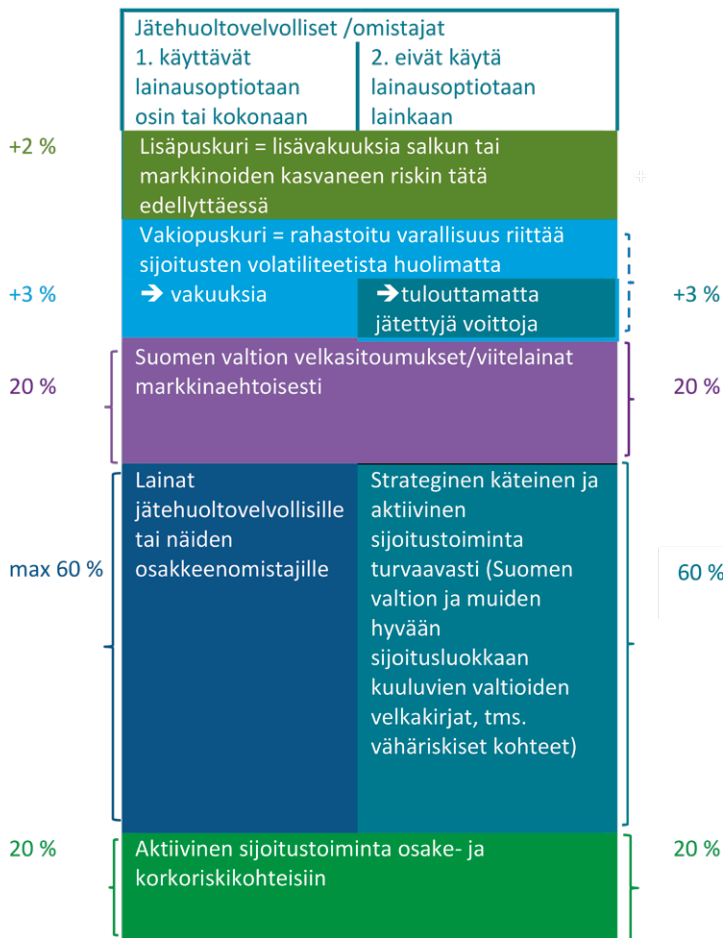 Jätehuoltovelvolliset /omistajat
1. käyttävät
lainausoptiotaan
osin tai kokonaan
2. eivät käytä
lainausoptiotaan
lainkaan
+2 %
Lisäpuskuri = lisävakuuksia salkun tai
markkinoiden kasvaneen riskin tätä
edellyttäessä
Vakiopuskuri = rahastoitu varallisuus riittää
sijoitusten volatiliteetista huolimatta
+3 %
➔ vakuuksia
➔tulouttamatta
jätettyjä voittoja
+3 %
20 %
Suomen valtion velkasitoumukset/viitelainat
markkinaehtoisesti
20 %
max 60 %
Lainat
jätehuoltovelvollisille
tai näiden
osakkeenomistajille
Strateginen käteinen ja
aktiivinen
sijoitustoiminta
turvaavasti (Suomen
valtion ja muiden
hyvään
sijoitusluokkaan
kuuluvien valtioiden
velkakirjat, tms.
vähäriskiset kohteet)
60 %
20 %
Aktiivinen sijoitustoiminta osake- ja
korkoriskikohteisiin
20 %